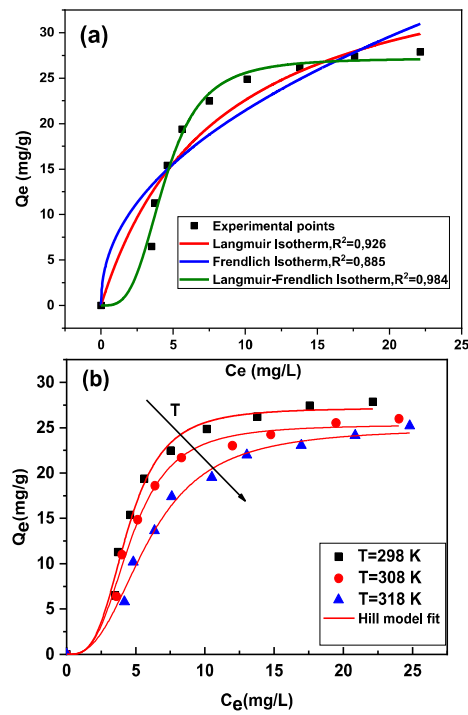 (a)
30
25
20
15
10
5
0
Qe (mg/g)
Experimental points
Langmuir Isotherm,R²=0,926
Frendlich Isotherm,R²=0,885
Langmuir-Frendlich Isotherm,R²=0,984
0 5 10 15 20 25
Ce (mg/L)
(b)
T
30
25
20
15
10
5
0
Qe(mg/g)
T=298 K
T=308 K
T=318 K
Hill model fit
0 5 10 15 20 25
Ce(mg/L)